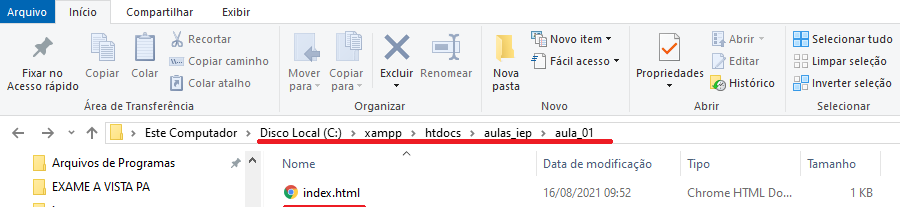 Arquivo Início Compartilhar Exibir
Fixar no Acesso rápido
Copiar
Colar
Recortar
Copiar caminho
Colar atalho
Área de Transferência
Mover para
Copiar para
Excluir
Renomear
Organizar
Nova pasta
Novo item
Fácil acesso
Novo
Propriedades
Abrir
Editar
Histórico
Abrir
Selecionar tudo
Limpar seleção
Inverter seleção
Selecionar
Este Computador > Disco Local (C:) > xampp > htdocs > aulas_iep > aula_01
Arquivos de Programas
EXAME A VISTA PA
Nome Data de modificação Tipo Tamanho
index.html 16/08/2021 09:52 Chrome HTML Do... 1 KB